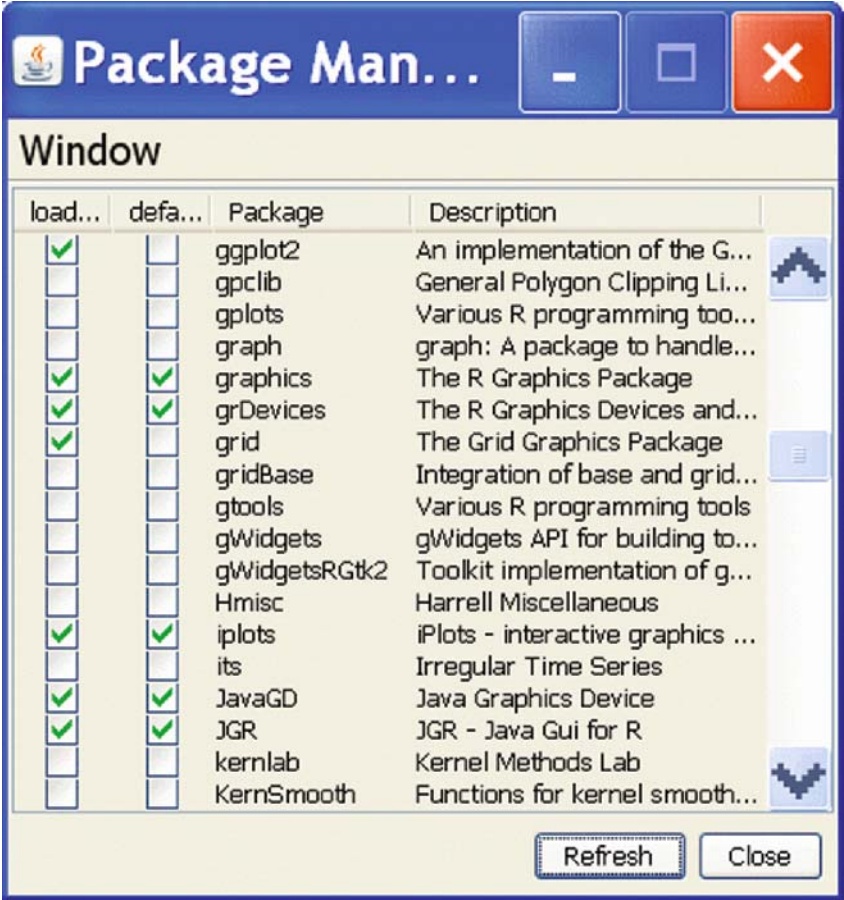 Package Man...
Window
load... defa... Package Description
ggplot2 An implementation of the G...
gpclib General Polygon Clipping Li...
gplots Various R programming too...
graph graph: A package to handle...
graphics The R Graphics Package
grDevices The R Graphics Devices and...
grid The Grid Graphics Package
gridBase Integration of base and grid...
gtools Various R programming tools
gWidgets gWidgets API for building to...
gWidgetsRGtk2 Toolkit implementation of g...
Hmisc Harrell Miscellaneous
iplots iPlots - interactive graphics ...
its Irregular Time Series
JavaGD Java Graphics Device
JGR JGR - Java Gui for R
kernlab Kernel Methods Lab
KernSmooth Functions for kernel smooth...
Refresh Close